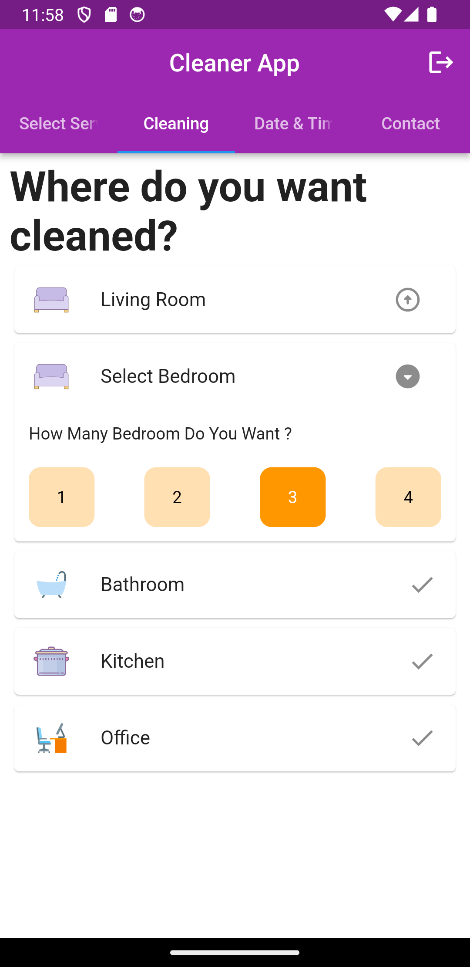 11:58
Cleaner App
Select Ser
Cleaning
Date & Tin
Contact
Where do you want
cleaned?
Living Room
Select Bedroom
How Many Bedroom Do You Want ?
1 2 3 4
Bathroom
Kitchen
Office